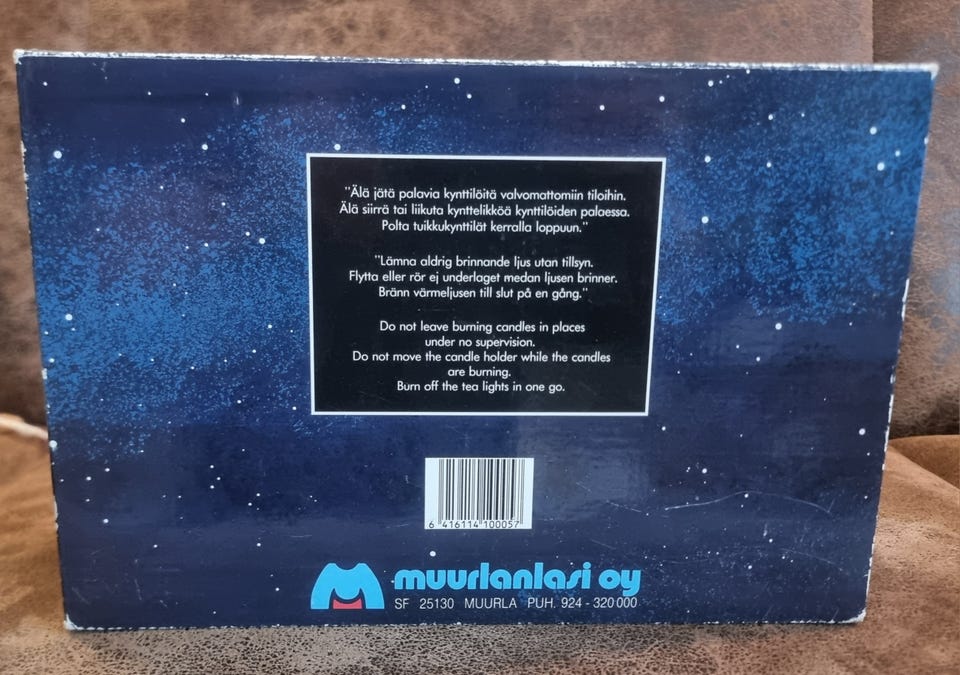 "Älä jätä palavia kynttilöitä valvomattomiin tiloihin.
Älä siirrä tai liikuta kynttelikköä kynttilöiden palaessa.
Polta tuikkukynttilät kerralla loppuun."
"Lämna aldrig brinnande ljus utan tillsyn.
Flytta eller rör ej underlaget medan ljusen brinner.
Bränn värmeljusen till slut på en gång."
Do not leave burning candles in places
under no supervision.
Do not move the candle holder while the candles
are burning.
Burn off the tea lights in one go.
6 416114 100057
muurlanlasi oy
SF 25130 MUURLA PUH. 924 - 320 000